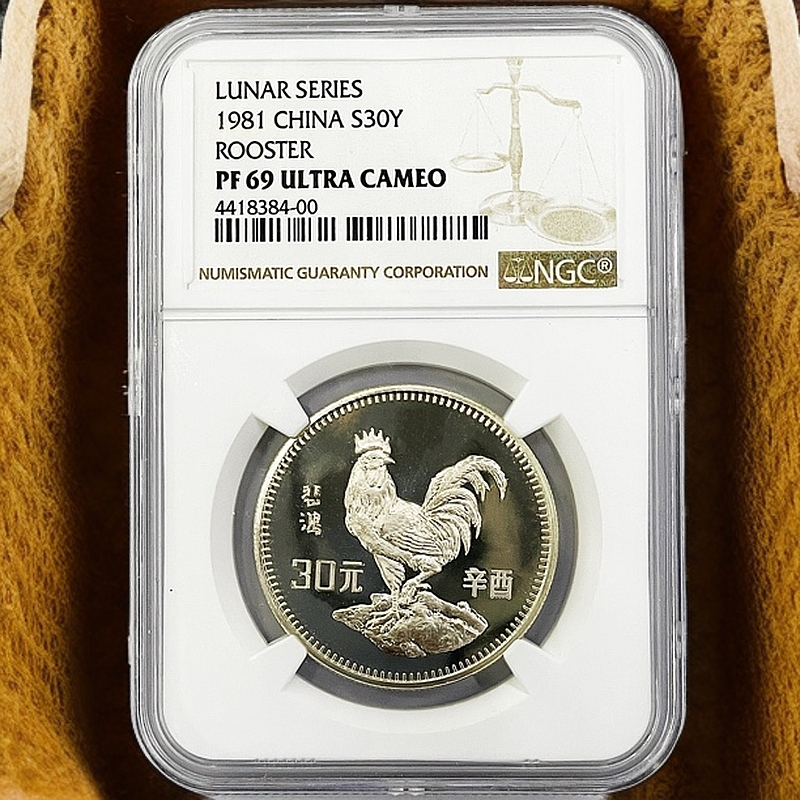 LUNAR SERIES
1981 CHINA S30Y
ROOSTER
PF 69 ULTRA CAMEO
4418384-00
NUMISMATIC GUARANTY CORPORATION
NGC®
悲鴻
30元
辛酉